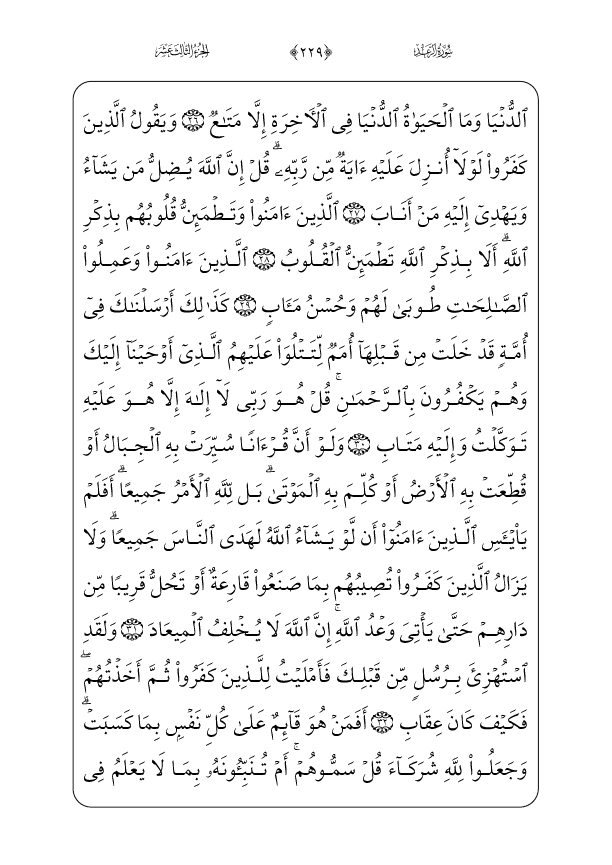 سُورَةُ الرَّعْدِ ﴿٢٢٩﴾ الجُزْءُ الثَّالِثَ عَشَرَ
ٱلدُّنۡيَا وَمَا ٱلۡحَيَوٰةُ ٱلدُّنۡيَا فِى ٱلۡأٓخِرَةِ إِلَّا مَتَـٰعࣱ ٢٦ وَيَقُولُ ٱلَّذِينَ
كَفَرُواْ لَوۡلَآ أُنزِلَ عَلَيۡهِ ءَايَةࣱ مِّن رَّبِّهِۦۗ قُلۡ إِنَّ ٱللَّهَ يُضِلُّ مَن يَشَآءُ
وَيَهۡدِىٓ إِلَيۡهِ مَنۡ أَنَابَ ٢٧ ٱلَّذِينَ ءَامَنُواْ وَتَطۡمَئِنُّ قُلُوبُهُم بِذِكۡرِ
ٱللَّهِۗ أَلَا بِذِكۡرِ ٱللَّهِ تَطۡمَئِنُّ ٱلۡقُلُوبُ ٢٨ ٱلَّذِينَ ءَامَنُواْ وَعَمِلُواْ
ٱلصَّـٰلِحَـٰتِ طُوبَىٰ لَهُمۡ وَحُسۡنُ مَـَٔابࣲ ٢٩ كَذَٰلِكَ أَرۡسَلۡنَـٰكَ فِىٓ
أُمَّةࣲ قَدۡ خَلَتۡ مِن قَبۡلِهَآ أُمَمࣱ لِّتَتۡلُوَاْ عَلَيۡهِمُ ٱلَّذِىٓ أَوۡحَيۡنَآ إِلَيۡكَ
وَهُمۡ يَكۡفُرُونَ بِٱلرَّحۡمَـٰنِۚ قُلۡ هُوَ رَبِّى لَآ إِلَـٰهَ إِلَّا هُوَ عَلَيۡهِ
تَوَكَّلۡتُ وَإِلَيۡهِ مَتَابِ ٣٠ وَلَوۡ أَنَّ قُرۡءَانࣰا سُيِّرَتۡ بِهِ ٱلۡجِبَالُ أَوۡ
قُطِّعَتۡ بِهِ ٱلۡأَرۡضُ أَوۡ كُلِّمَ بِهِ ٱلۡمَوۡتَىٰۗ بَل لِّلَّهِ ٱلۡأَمۡرُ جَمِيعًاۗ أَفَلَمۡ
يَاْيۡـَٔسِ ٱلَّذِينَ ءَامَنُوٓاْ أَن لَّوۡ يَشَآءُ ٱللَّهُ لَهَدَى ٱلنَّاسَ جَمِيعࣰاۗ وَلَا
يَزَالُ ٱلَّذِينَ كَفَرُواْ تُصِيبُهُم بِمَا صَنَعُواْ قَارِعَةٌ أَوۡ تَحُلُّ قَرِيبࣰا مِّن
دَارِهِمۡ حَتَّىٰ يَأۡتِىَ وَعۡدُ ٱللَّهِۚ إِنَّ ٱللَّهَ لَا يُخۡلِفُ ٱلۡمِيعَادَ ٣١ وَلَقَدِ
ٱسۡتُهۡزِئَ بِرُسُلࣲ مِّن قَبۡلِكَ فَأَمۡلَيۡتُ لِلَّذِينَ كَفَرُواْ ثُمَّ أَخَذۡتُهُمۡۖ
فَكَيۡفَ كَانَ عِقَابِ ٣٢ أَفَمَنۡ هُوَ قَآئِمٌ عَلَىٰ كُلِّ نَفۡسِۭ بِمَا كَسَبَتۡۗ
وَجَعَلُواْ لِلَّهِ شُرَكَآءَ قُلۡ سَمُّوهُمۡۚ أَمۡ تُنَبِّـُٔونَهُۥ بِمَا لَا يَعۡلَمُ فِى